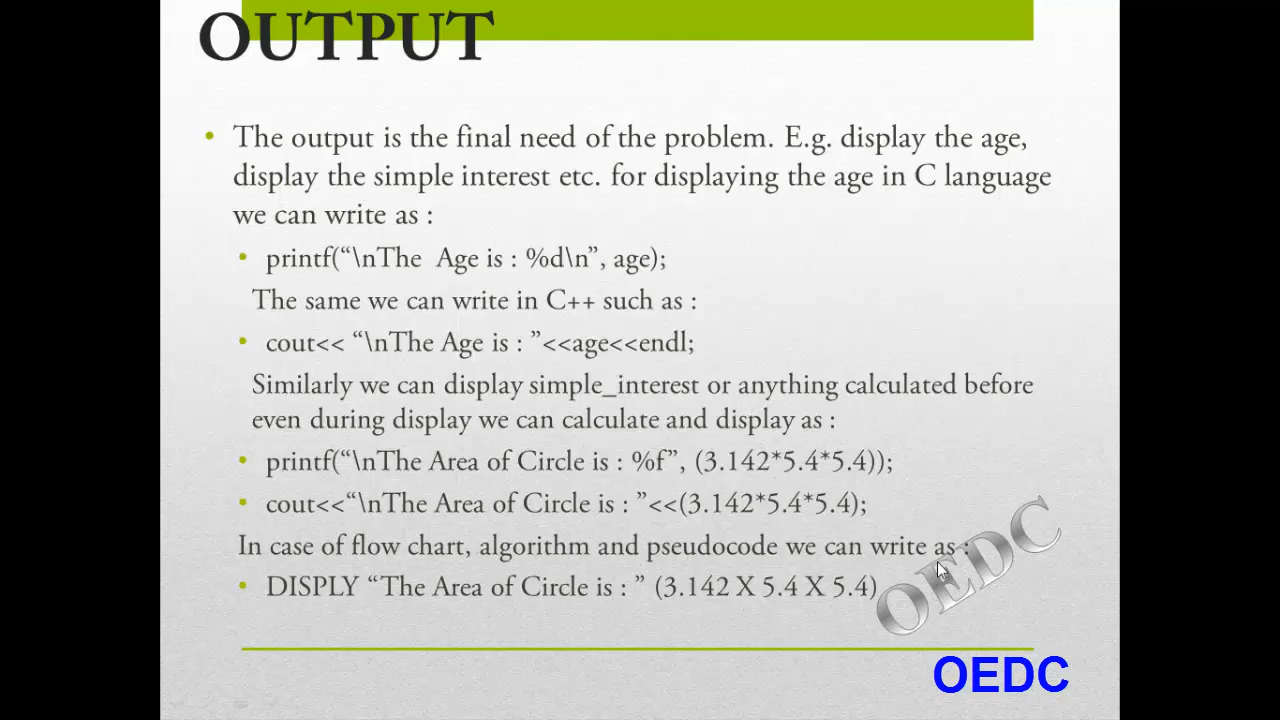 OUTPUT
The output is the final need of the problem. E.g. display the age,
display the simple interest etc. for displaying the age in C language
we can write as :
printf(“\nThe Age is : %d\n”, age);
The same we can write in C++ such as :
cout<< “\nThe Age is : ”<<age<<endl;
Similarly we can display simple_interest or anything calculated before
even during display we can calculate and display as :
printf(“\nThe Area of Circle is : %f”, (3.142*5.4*5.4));
cout<<“\nThe Area of Circle is : ”<<(3.142*5.4*5.4);
In case of flow chart, algorithm and pseudocode we can write as :
DISPLY “The Area of Circle is : ” (3.142 X 5.4 X 5.4)
OEDC
OEDC